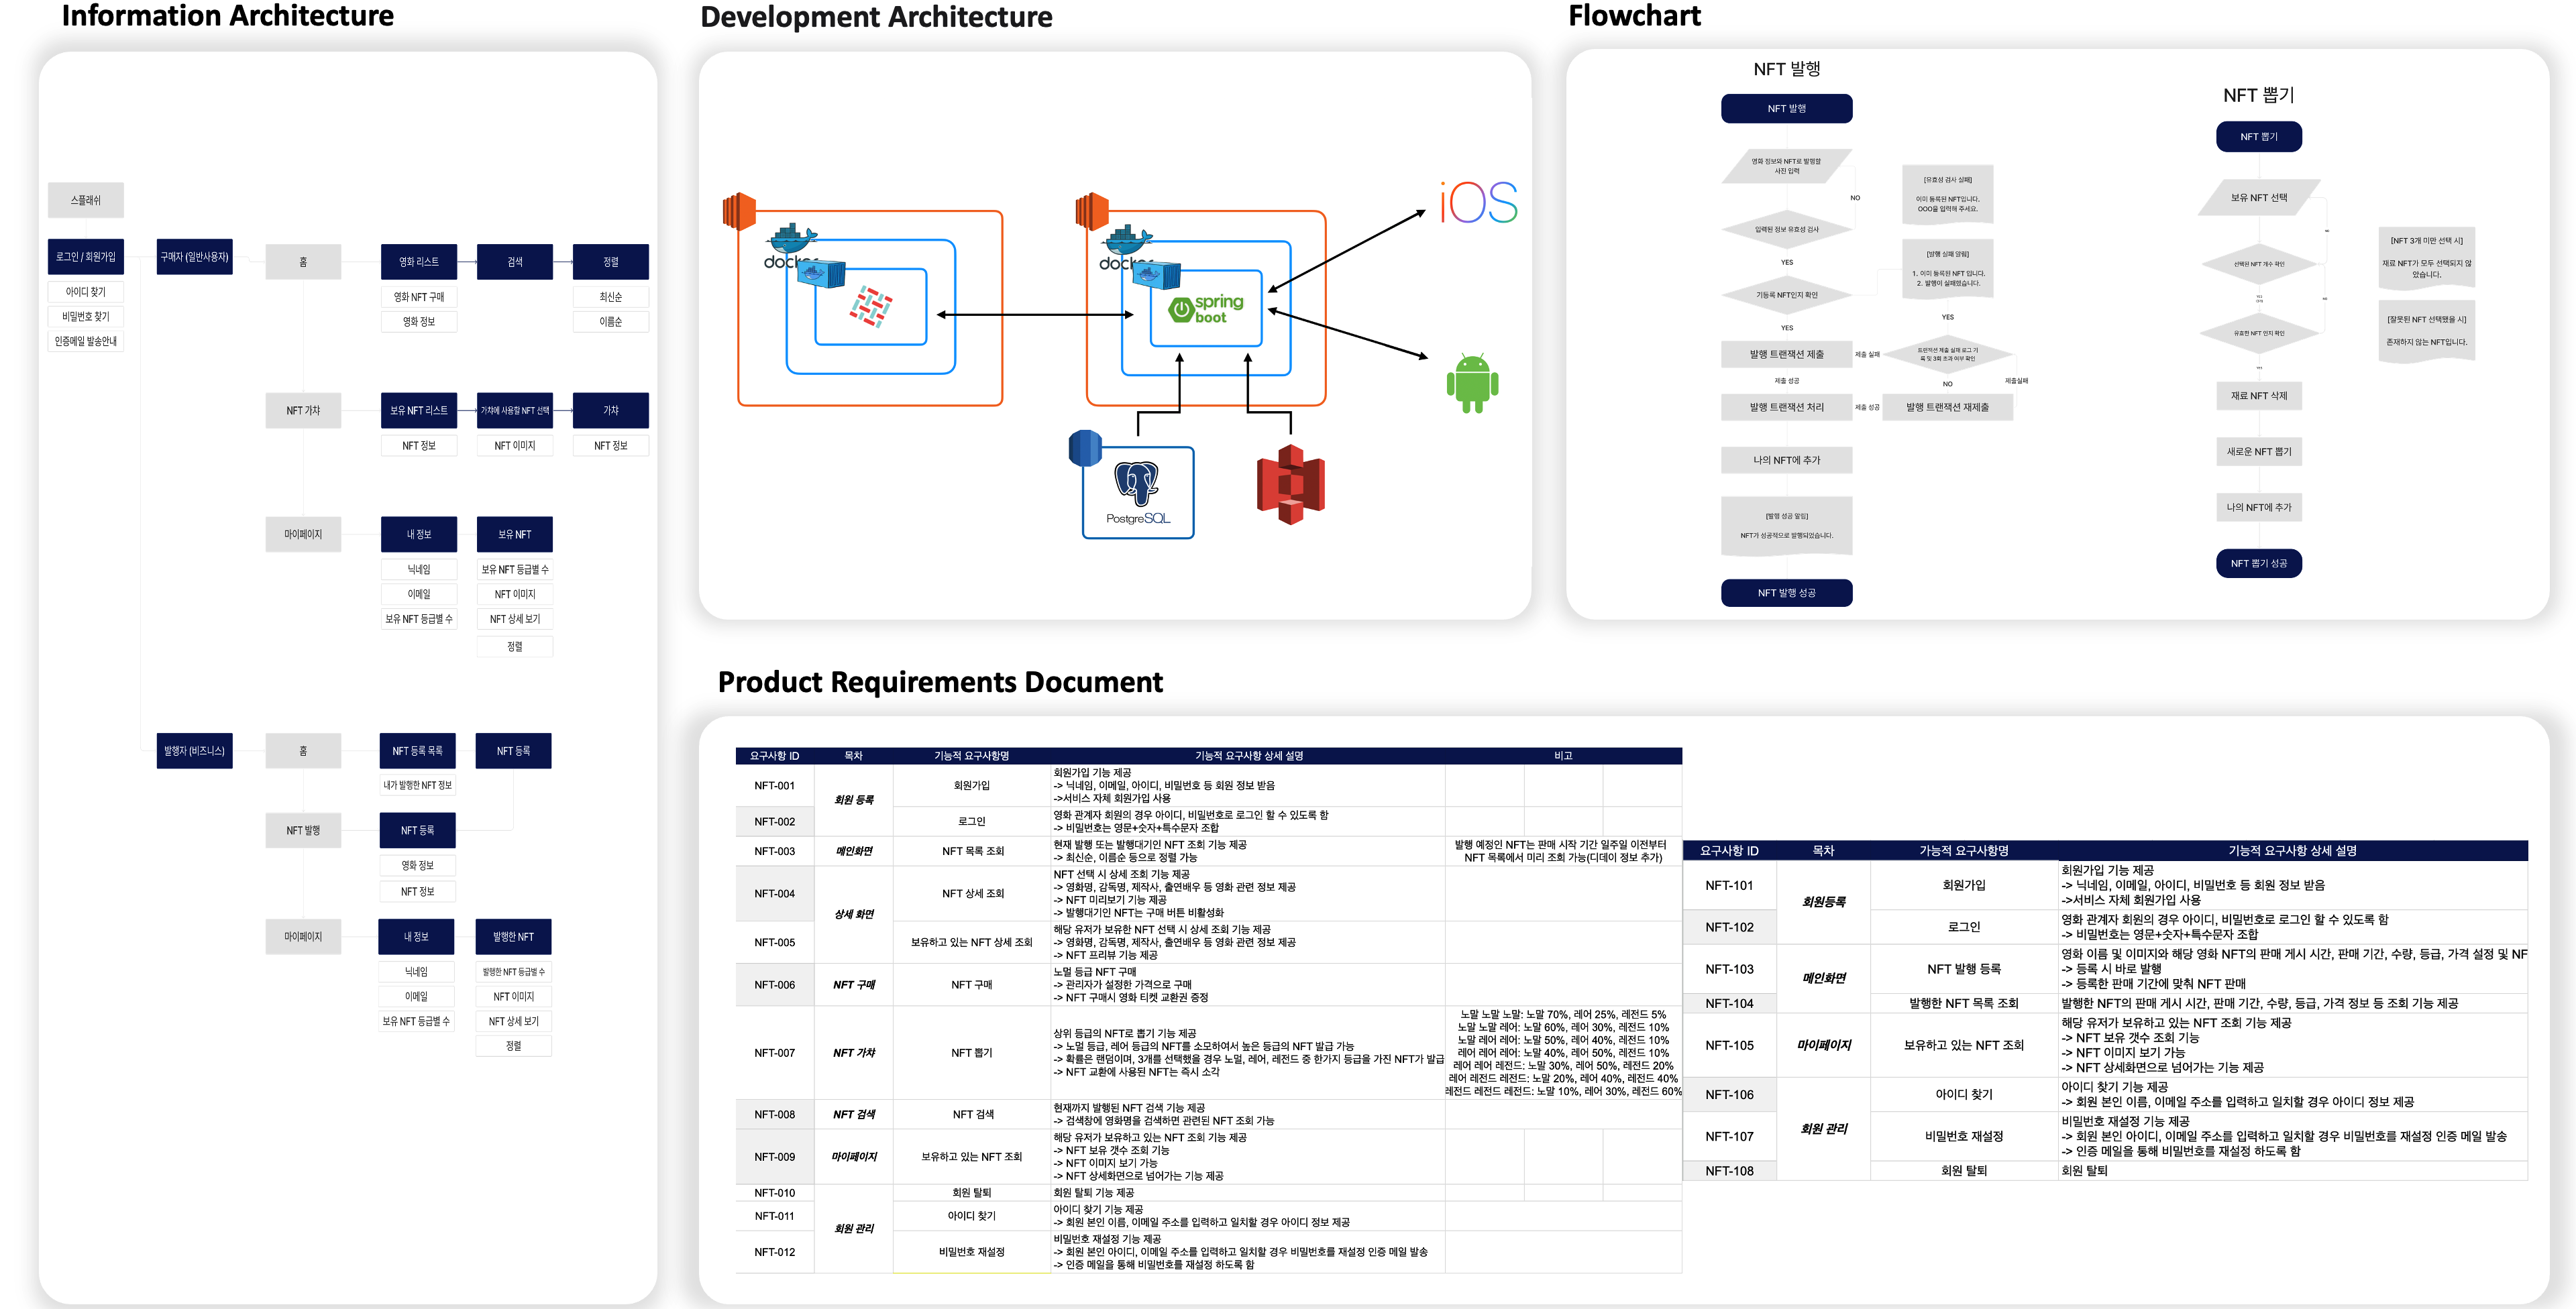 Information Architecture
스플래쉬
로그인 / 회원가입
아이디 찾기
비밀번호 찾기
인증메일 발송안내
구매자 (일반사용자)
홈
영화 리스트
검색
정렬
영화 NFT 구매
영화 정보
최신순
이름순
NFT 가챠
보유 NFT 리스트
가챠에 사용할 NFT 선택
가챠
NFT 정보
NFT 이미지
NFT 정보
마이페이지
내 정보
보유 NFT
닉네임
이메일
보유 NFT 등급별 수
보유 NFT 등급별 수
NFT 이미지
NFT 상세 보기
정렬
발행자 (비즈니스)
홈
NFT 등록 목록
NFT 등록
내가 발행한 NFT 정보
NFT 발행
NFT 등록
영화 정보
NFT 정보
마이페이지
내 정보
발행한 NFT
닉네임
이메일
보유 NFT 등급별 수
발행한 NFT 등급별 수
NFT 이미지
NFT 상세 보기
정렬
Development Architecture
docker
docker
spring
boot
iOS
PostgreSQL
Flowchart
NFT 발행
NFT 발행
영화 정보와 NFT로 발행할
사진 입력
NO
입력된 정보 유효성 검사
YES
기등록 NFT인지 확인
YES
발행 트랜잭션 제출
제출 실패
제출 성공
발행 트랜잭션 처리
제출 성공
나의 NFT에 추가
[발행 성공 알림]
NFT가 성공적으로 발행되었습니다.
NFT 발행 성공
[유효성 검사 실패]
이미 등록된 NFT입니다.
OOO을 입력해 주세요.
[발행 실패 알림]
1. 이미 등록된 NFT 입니다.
2. 발행이 실패했습니다.
YES
트랜잭션 제출 실패 로그 기
록 및 3회 초과 여부 확인
NO
제출실패
발행 트랜잭션 재제출
NFT 뽑기
NFT 뽑기
보유 NFT 선택
선택된 NFT 개수 확인
유효한 NFT 인지 확인
재료 NFT 삭제
새로운 NFT 뽑기
나의 NFT에 추가
NFT 뽑기 성공
[NFT 3개 미만 선택 시]
재료 NFT가 모두 선택되지 않
았습니다.
[잘못된 NFT 선택했을 시]
존재하지 않는 NFT입니다.
Product Requirements Document
요구사항 ID
목차
기능적 요구사항명
기능적 요구사항 상세 설명
비고
NFT-001
회원 등록
회원가입
회원가입 기능 제공
-> 닉네임, 이메일, 아이디, 비밀번호 등 회원 정보 받음
->서비스 자체 회원가입 사용
NFT-002
로그인
영화 관계자 회원의 경우 아이디, 비밀번호로 로그인 할 수 있도록 함
-> 비밀번호는 영문+숫자+특수문자 조합
NFT-003
메인화면
NFT 목록 조회
현재 발행 또는 발행대기인 NFT 조회 기능 제공
-> 최신순, 이름순 등으로 정렬 가능
발행 예정인 NFT는 판매 시작 기간 일주일 이전부터
NFT 목록에서 미리 조회 가능(디데이 정보 추가)
NFT-004
상세 화면
NFT 상세 조회
NFT 선택 시 상세 조회 기능 제공
-> 영화명, 감독명, 제작사, 출연배우 등 영화 관련 정보 제공
-> NFT 미리보기 기능 제공
-> 발행대기인 NFT는 구매 버튼 비활성화
NFT-005
보유하고 있는 NFT 상세 조회
해당 유저가 보유한 NFT 선택 시 상세 조회 기능 제공
-> 영화명, 감독명, 제작사, 출연배우 등 영화 관련 정보 제공
-> NFT 프리뷰 기능 제공
NFT-006
NFT 구매
NFT 구매
노멀 등급 NFT 구매
-> 관리자가 설정한 가격으로 구매
-> NFT 구매시 영화 티켓 교환권 증정
NFT-007
NFT 가챠
NFT 뽑기
상위 등급의 NFT로 뽑기 기능 제공
-> 노멀 등급, 레어 등급의 NFT를 소모하여서 높은 등급의 NFT 발급 가능
-> 확률은 랜덤이며, 3개를 선택했을 경우 노멀, 레어, 레전드 중 한가지 등급을 가진 NFT가 발급
-> NFT 교환에 사용된 NFT는 즉시 소각
노말 노말 노말: 노말 70%, 레어 25%, 레전드 5%
노말 노말 레어: 노말 60%, 레어 30%, 레전드 10%
노말 레어 레어: 노말 50%, 레어 40%, 레전드 10%
레어 레어 레어: 노말 40%, 레어 50%, 레전드 10%
레어 레어 레전드: 노말 30%, 레어 50%, 레전드 20%
레어 레전드 레전드: 노말 20%, 레어 40%, 레전드 40%
레전드 레전드 레전드: 노말 10%, 레어 30%, 레전드 60%
NFT-008
NFT 검색
NFT 검색
현재까지 발행된 NFT 검색 기능 제공
-> 검색창에 영화명을 검색하면 관련된 NFT 조회 가능
NFT-009
마이페이지
보유하고 있는 NFT 조회
해당 유저가 보유하고 있는 NFT 조회 기능 제공
-> NFT 보유 갯수 조회 기능
-> NFT 이미지 보기 가능
-> NFT 상세화면으로 넘어가는 기능 제공
NFT-010
회원 관리
회원 탈퇴
회원 탈퇴 기능 제공
NFT-011
아이디 찾기
아이디 찾기 기능 제공
-> 회원 본인 이름, 이메일 주소를 입력하고 일치할 경우 아이디 정보 제공
NFT-012
비밀번호 재설정
비밀번호 재설정 기능 제공
-> 회원 본인 아이디, 이메일 주소를 입력하고 일치할 경우 비밀번호를 재설정 인증 메일 발송
-> 인증 메일을 통해 비밀번호를 재설정 하도록 함
요구사항 ID
목차
기능적 요구사항명
기능적 요구사항 상세 설명
NFT-101
회원등록
회원가입
회원가입 기능 제공
-> 닉네임, 이메일, 아이디, 비밀번호 등 회원 정보 받음
->서비스 자체 회원가입 사용
NFT-102
로그인
영화 관계자 회원의 경우 아이디, 비밀번호로 로그인 할 수 있도록 함
-> 비밀번호는 영문+숫자+특수문자 조합
NFT-103
메인화면
NFT 발행 등록
영화 이름 및 이미지와 해당 영화 NFT의 판매 게시 시간, 판매 기간, 수량, 등급, 가격 설정 및 NF
-> 등록 시 바로 발행
-> 등록한 판매 기간에 맞춰 NFT 판매
NFT-104
발행한 NFT 목록 조회
발행한 NFT의 판매 게시 시간, 판매 기간, 수량, 등급, 가격 정보 등 조회 기능 제공
NFT-105
마이페이지
보유하고 있는 NFT 조회
해당 유저가 보유하고 있는 NFT 조회 기능 제공
-> NFT 보유 갯수 조회 기능
-> NFT 이미지 보기 가능
-> NFT 상세화면으로 넘어가는 기능 제공
NFT-106
회원 관리
아이디 찾기
아이디 찾기 기능 제공
-> 회원 본인 이름, 이메일 주소를 입력하고 일치할 경우 아이디 정보 제공
NFT-107
비밀번호 재설정
비밀번호 재설정 기능 제공
-> 회원 본인 아이디, 이메일 주소를 입력하고 일치할 경우 비밀번호를 재설정 인증 메일 발송
-> 인증 메일을 통해 비밀번호를 재설정 하도록 함
NFT-108
회원 탈퇴
회원 탈퇴